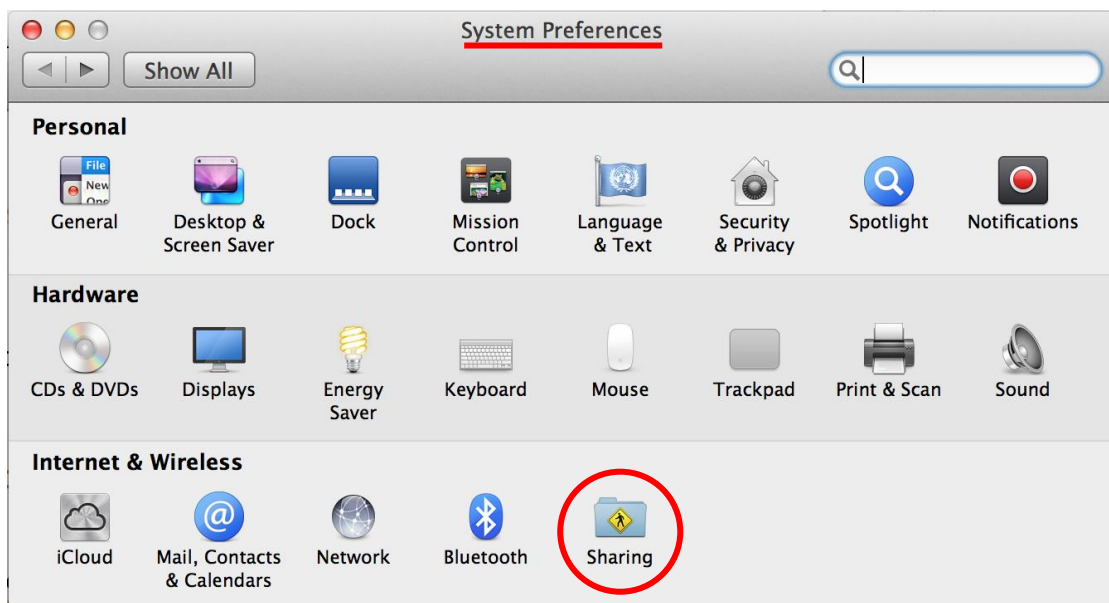 System Preferences
Show All
Personal
File
New
One
General
Desktop &
Screen Saver
Dock
Mission
Control
Language
& Text
Security
& Privacy
Spotlight
Notifications
Hardware
CDs & DVDs
Displays
Energy
Saver
Keyboard
Mouse
Trackpad
Print & Scan
Sound
Internet & Wireless
iCloud
@
Mail, Contacts
& Calendars
Network
Bluetooth
Sharing